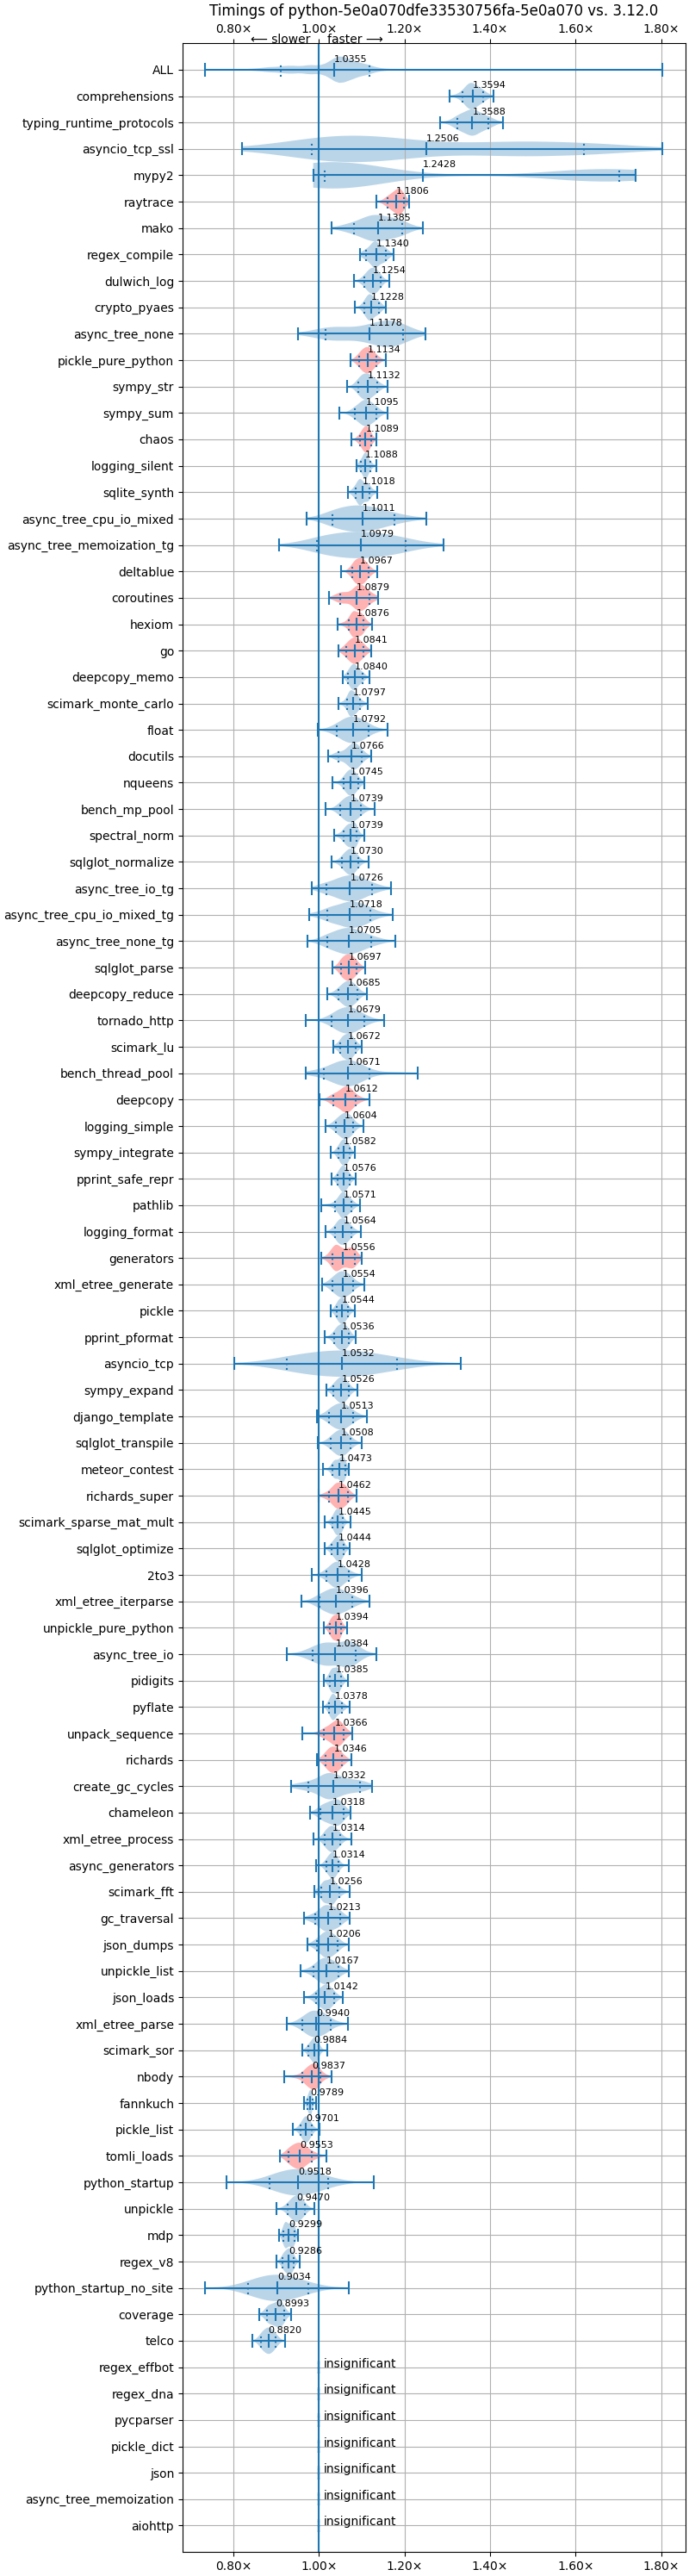 Timings of python-5e0a070dfe33530756fa-5e0a070 vs. 3.12.0
0.80× 1.00× 1.20× 1.40× 1.60× 1.80×
⟵ slower faster ⟶
ALL 1.0355
comprehensions 1.3594
typing_runtime_protocols 1.3588
asyncio_tcp_ssl 1.2506
mypy2 1.2428
raytrace 1.1806
mako 1.1385
regex_compile 1.1340
dulwich_log 1.1254
crypto_pyaes 1.1228
async_tree_none 1.1178
pickle_pure_python 1.1134
sympy_str 1.1132
sympy_sum 1.1095
chaos 1.1089
logging_silent 1.1088
sqlite_synth 1.1018
async_tree_cpu_io_mixed 1.1011
async_tree_memoization_tg 1.0979
deltablue 1.0967
coroutines 1.0879
hexiom 1.0876
go 1.0841
deepcopy_memo 1.0840
scimark_monte_carlo 1.0797
float 1.0792
docutils 1.0766
nqueens 1.0745
bench_mp_pool 1.0739
spectral_norm 1.0739
sqlglot_normalize 1.0730
async_tree_io_tg 1.0726
async_tree_cpu_io_mixed_tg 1.0718
async_tree_none_tg 1.0705
sqlglot_parse 1.0697
deepcopy_reduce 1.0685
tornado_http 1.0679
scimark_lu 1.0672
bench_thread_pool 1.0671
deepcopy 1.0612
logging_simple 1.0604
sympy_integrate 1.0582
pprint_safe_repr 1.0576
pathlib 1.0571
logging_format 1.0564
generators 1.0556
xml_etree_generate 1.0554
pickle 1.0544
pprint_pformat 1.0536
asyncio_tcp 1.0532
sympy_expand 1.0526
django_template 1.0513
sqlglot_transpile 1.0508
meteor_contest 1.0473
richards_super 1.0462
scimark_sparse_mat_mult 1.0445
sqlglot_optimize 1.0444
2to3 1.0428
xml_etree_iterparse 1.0396
unpickle_pure_python 1.0394
async_tree_io 1.0384
pidigits 1.0385
pyflate 1.0378
unpack_sequence 1.0366
richards 1.0346
create_gc_cycles 1.0332
chameleon 1.0318
xml_etree_process 1.0314
async_generators 1.0314
scimark_fft 1.0256
gc_traversal 1.0213
json_dumps 1.0206
unpickle_list 1.0167
json_loads 1.0142
xml_etree_parse 0.9940
scimark_sor 0.9884
nbody 0.9837
fannkuch 0.9789
pickle_list 0.9701
tomli_loads 0.9553
python_startup 0.9518
unpickle 0.9470
mdp 0.9299
regex_v8 0.9286
python_startup_no_site 0.9034
coverage 0.8993
telco 0.8820
regex_effbot insignificant
regex_dna insignificant
pycparser insignificant
pickle_dict insignificant
json insignificant
async_tree_memoization insignificant
aiohttp insignificant
0.80× 1.00× 1.20× 1.40× 1.60× 1.80×